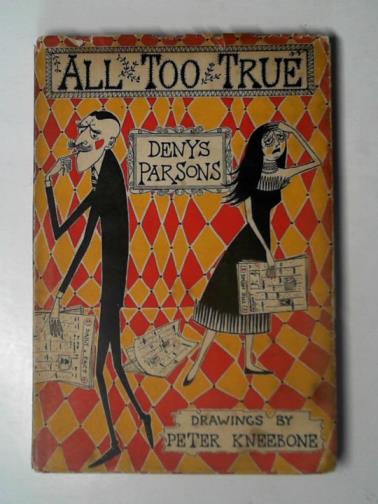 ALL TOO TRUE
DENYS
PARSONS
DRAWINGS BY
PETER KNEEBONE